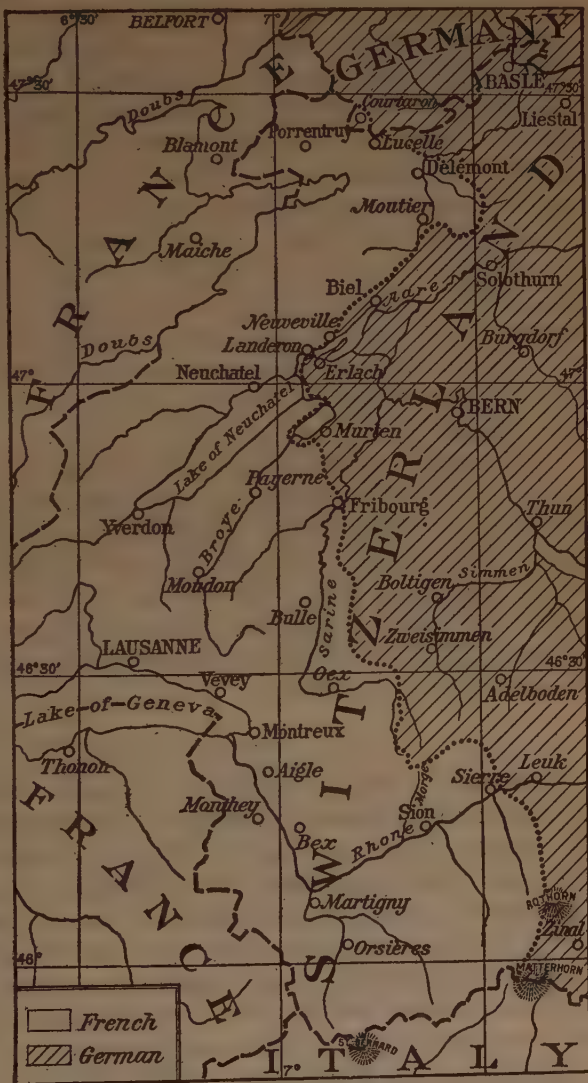 6°30'
BELFORT
7°
GERMANY
47°30'
BASLE
47°30'
Doubs
Courtaron
Liestal
Blamont
Porrentruy
Lucelle
Délémont
Moutier
Maiche
Solothurn
Biel
Aare
Neuveville
Doubs
Landeron
Burgdorf
Erlach
47°
Neuchatel
47°
BERN
Lake of Neuchatel
Murten
Payerne
Fribourg
Yverdon
Broye
Thun
Moudon
Simmen
Boltigen
Bulle
Sarine
Zweisimmen
LAUSANNE
46°30'
Oex
46°30'
Vevey
Adelboden
Lake of Geneva
Montreux
Thonon
Aigle
Leuk
Sierre
Morge
Monthey
Sion
Bex
Rhone
Martigny
ROTHORN
Orsières
Zinal
46°
MATTERHORN
FRANCE
FRANCE
SWITZERLAND
French
German
ST BERNARD
ITALY
7°